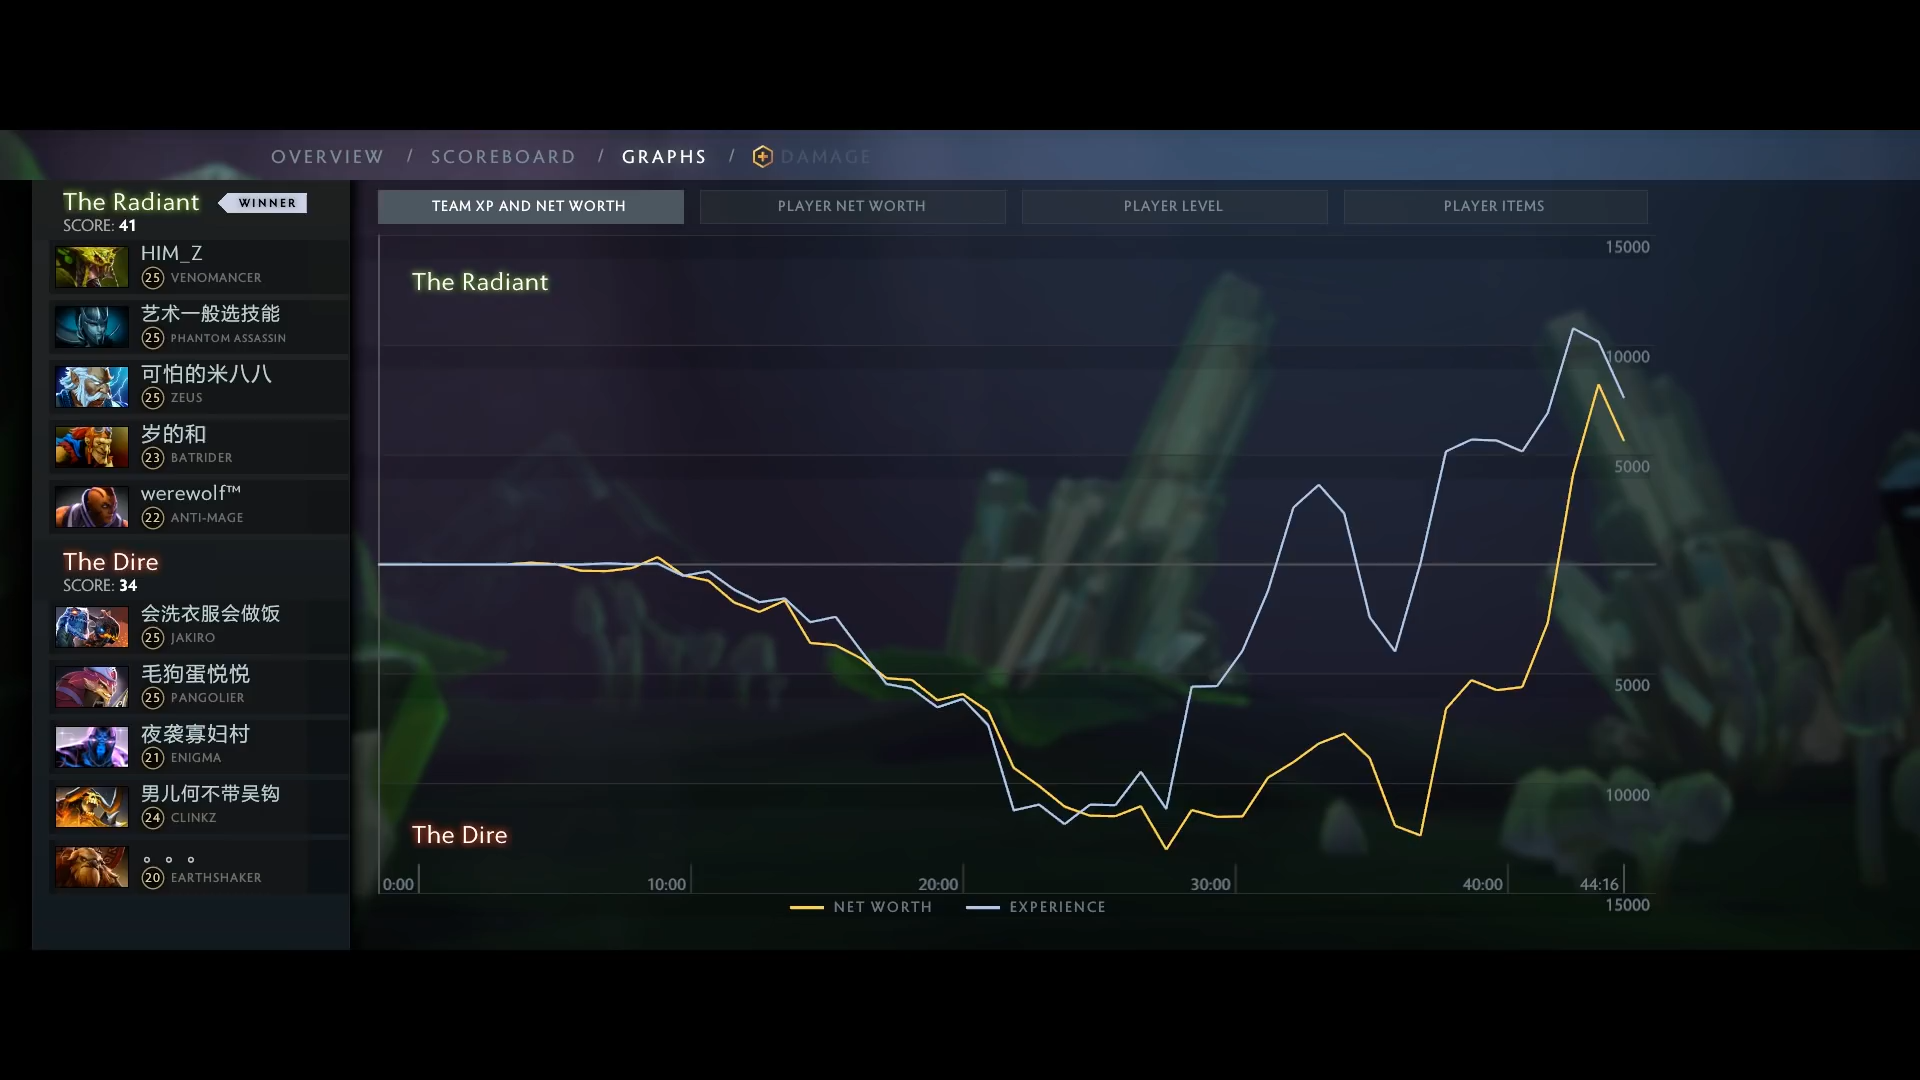 OVERVIEW / SCOREBOARD / GRAPHS / DAMAGE
The Radiant WINNER
SCORE: 41
HIM_Z
25 VENOMANCER
艺术一般选技能
25 PHANTOM ASSASSIN
可怕的米八八
25 ZEUS
岁的和
23 BATRIDER
werewolf™
22 ANTI-MAGE
The Dire
SCORE: 34
会洗衣服会做饭
25 JAKIRO
毛狗蛋悦悦
25 PANGOLIER
夜袭寡妇村
21 ENIGMA
男儿何不带吴钩
24 CLINKZ
。。。
20 EARTHSHAKER
TEAM XP AND NET WORTH PLAYER NET WORTH PLAYER LEVEL PLAYER ITEMS
15000
The Radiant
10000
5000
5000
10000
The Dire
0:00 10:00 20:00 30:00 40:00 44:16
15000
NET WORTH EXPERIENCE